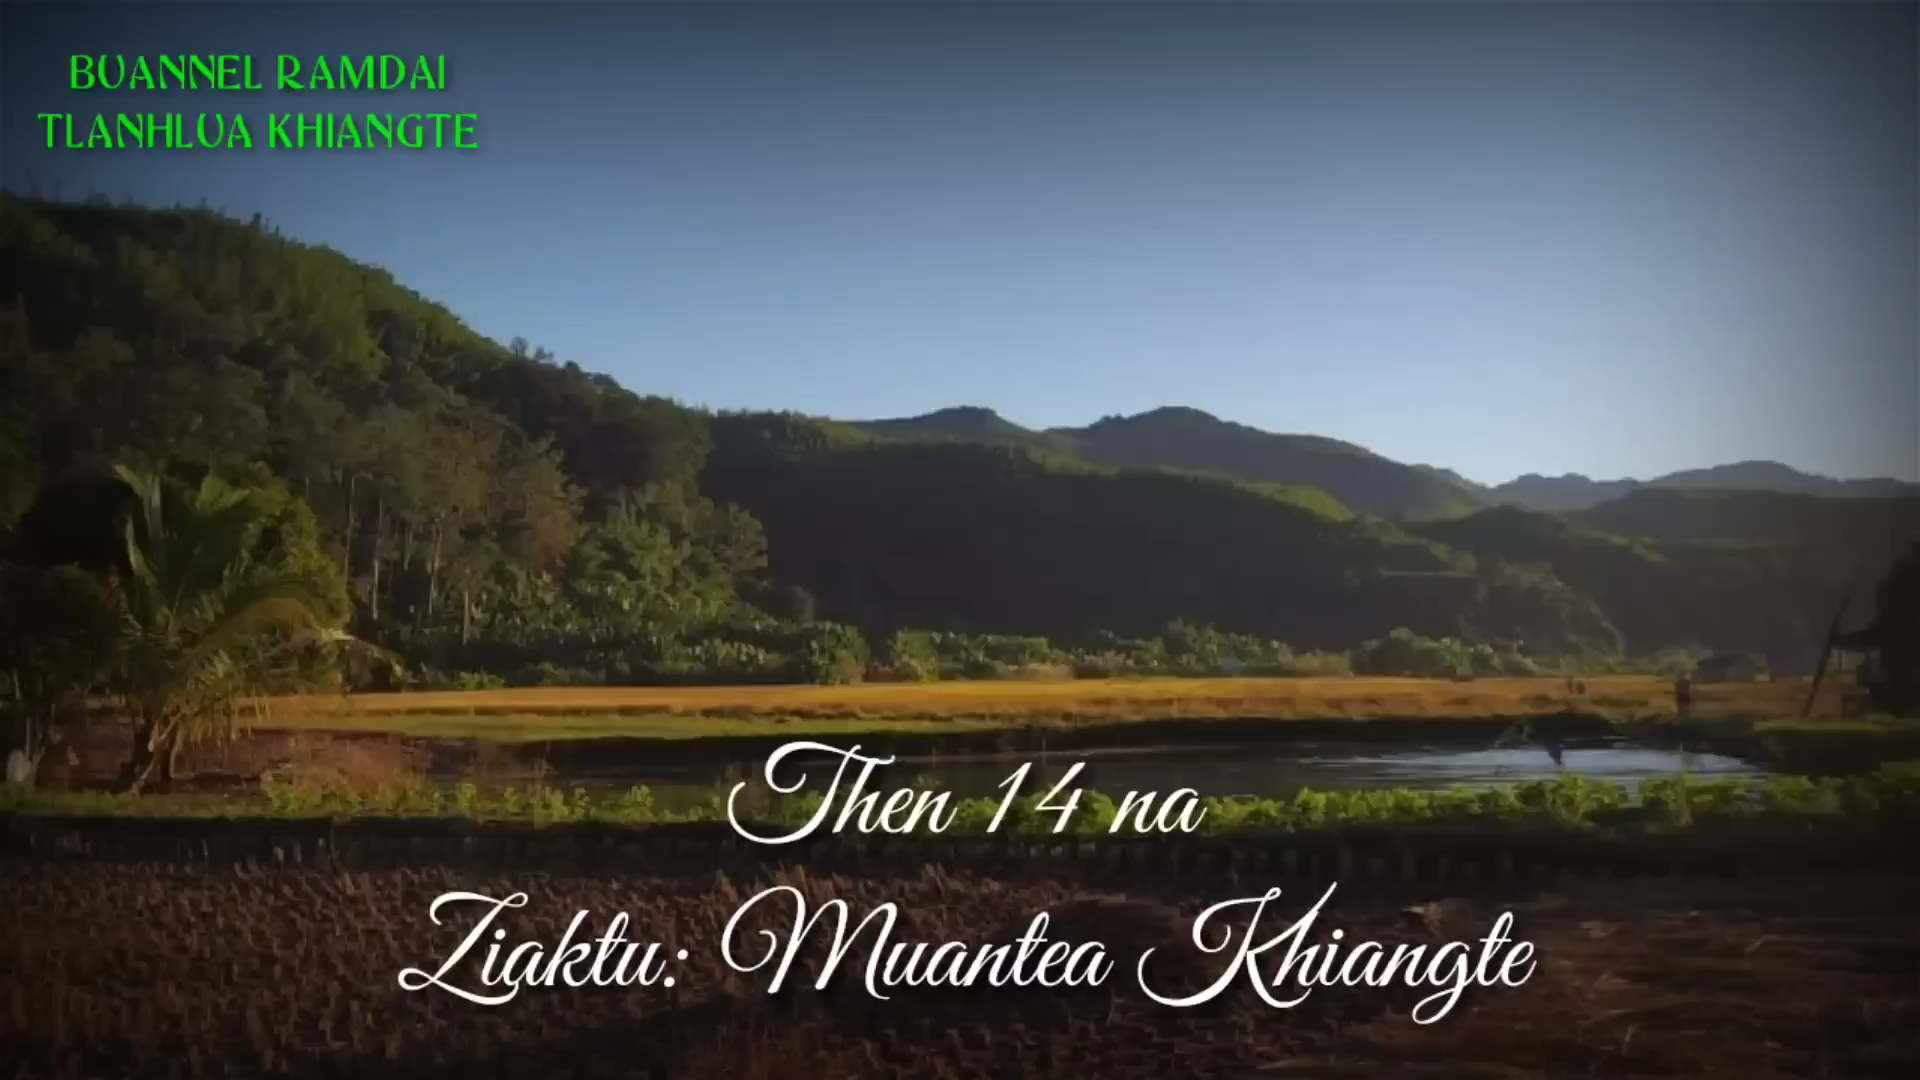 BUANNEL RAMDAI
TLANHLUA KHIANGTE
Then 14 na
Ziaktu: Muantea Khiangte